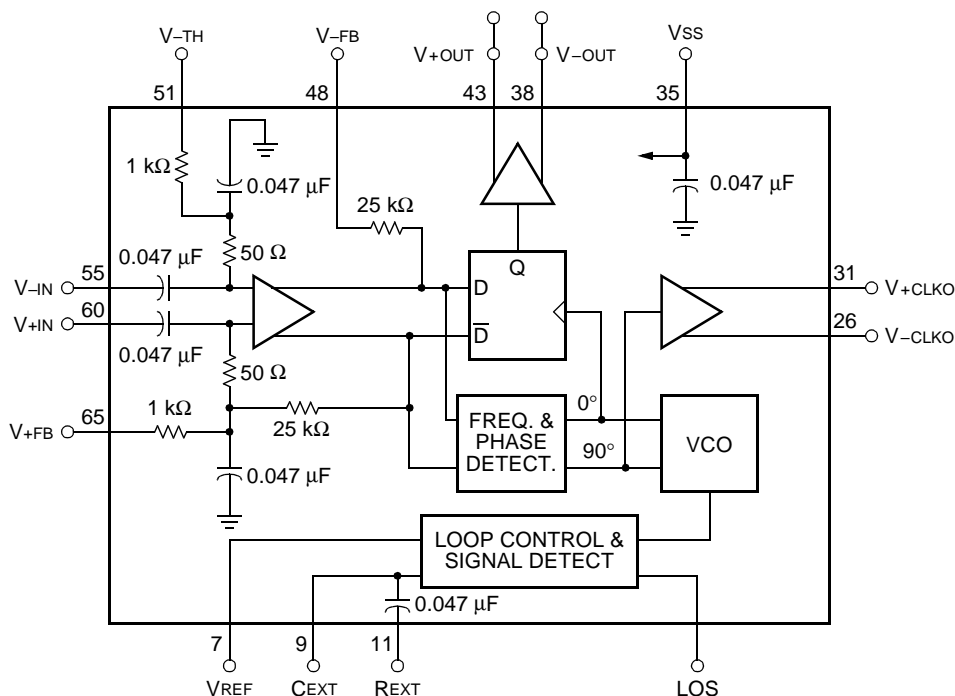 V–TH
V–FB
V+OUT
V–OUT
VSS
51
48
43
38
35
1 kΩ
0.047 μF
25 kΩ
0.047 μF
50 Ω
0.047 μF
Q
55
V–IN
D
31
V+CLKO
60
V+IN
D̅
26
V–CLKO
0.047 μF
50 Ω
1 kΩ
65
V+FB
25 kΩ
FREQ. &
PHASE
DETECT.
0°
90°
VCO
0.047 μF
LOOP CONTROL &
SIGNAL DETECT
0.047 μF
7
9
11
VREF
CEXT
REXT
LOS